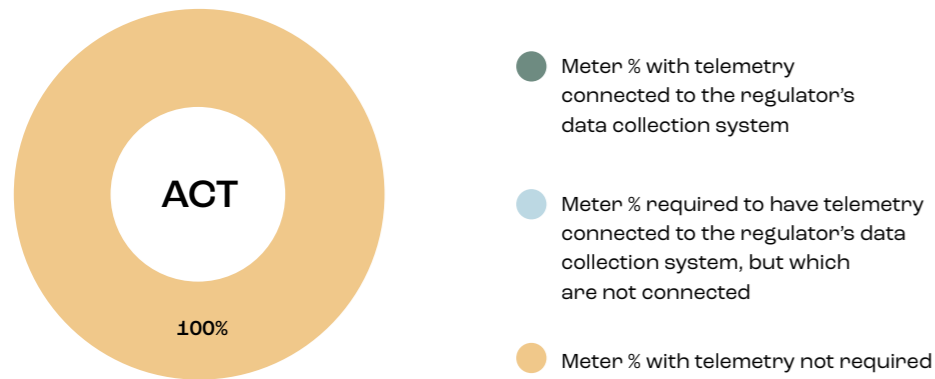 ACT
100%
Meter % with telemetry
connected to the regulator’s
data collection system
Meter % required to have telemetry
connected to the regulator’s data
collection system, but which
are not connected
Meter % with telemetry not required